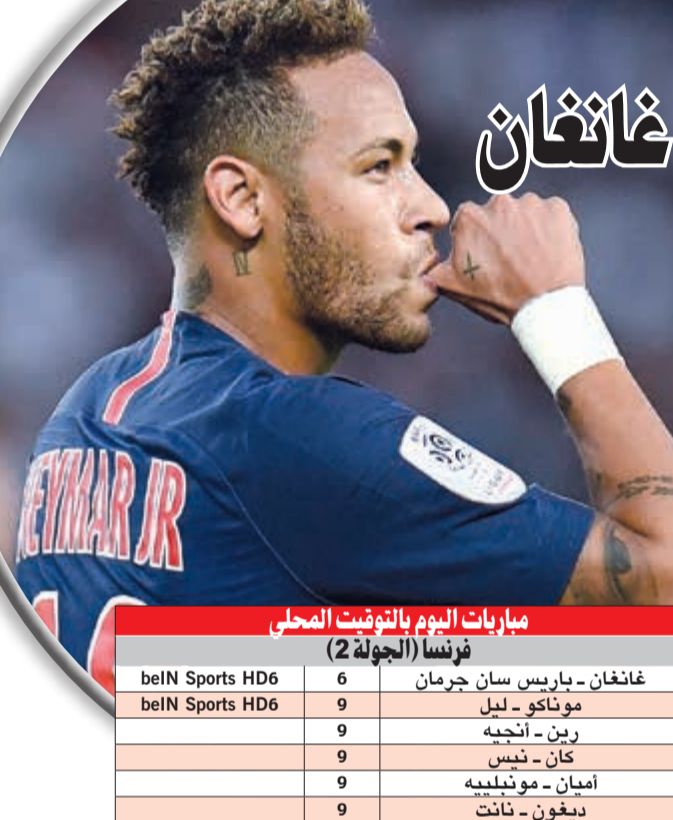 غانغان
NEYMAR JR
10
مباريات اليوم بالتوقيت المحلي
فرنسا (الجولة 2)
غانغان - باريس سان جرمان 6 beIN Sports HD6
موناكو - ليل 9 beIN Sports HD6
رين - أنجيه 9
كان - نيس 9
أميان - مونبلييه 9
ديغون - نانت 9